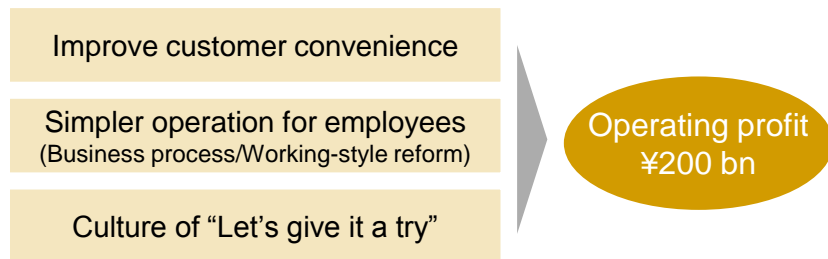 Improve customer convenience
Simpler operation for employees
(Business process/Working-style reform)
Culture of “Let’s give it a try”
Operating profit
¥200 bn